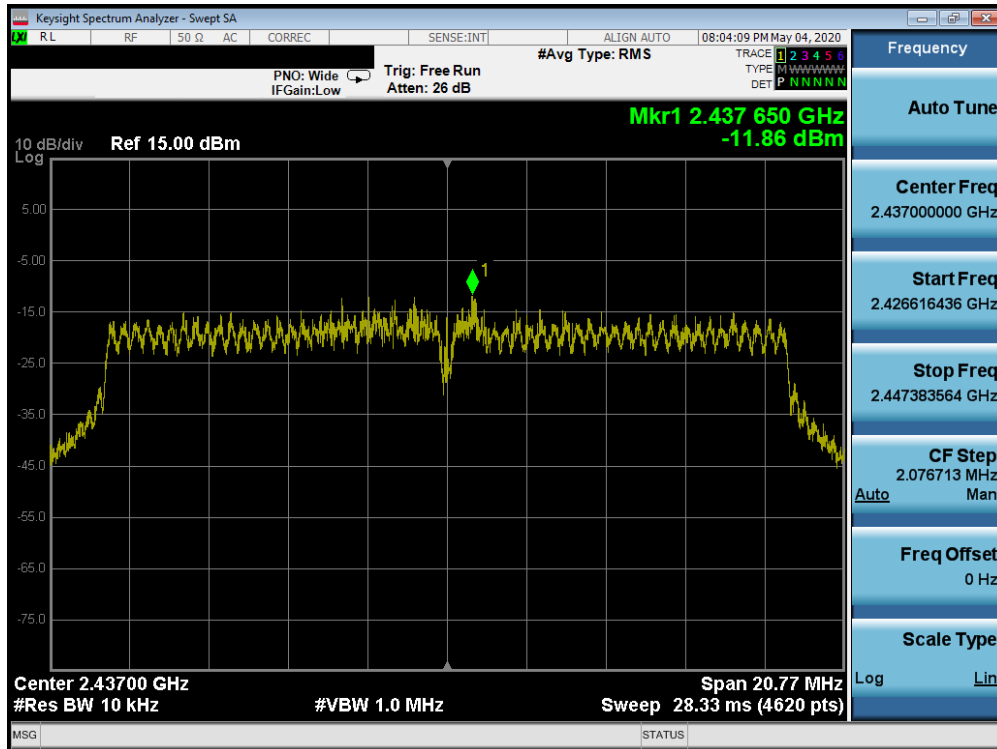 Keysight Spectrum Analyzer - Swept SA
LXI RL RF 50 Ω AC CORREC SENSE:INT ALIGN AUTO 08:04:09 PM May 04, 2020
#Avg Type: RMS TRACE 1 2 3 4 5 6
PNO: Wide Trig: Free Run TYPE M WWWWW
IFGain:Low Atten: 26 dB DET P N N N N N
Mkr1 2.437 650 GHz
-11.86 dBm
10 dB/div Ref 15.00 dBm
Log
5.00
-5.00
1
-15.0
-25.0
-35.0
-45.0
-55.0
-65.0
-75.0
Center 2.43700 GHz Span 20.77 MHz
#Res BW 10 kHz #VBW 1.0 MHz Sweep 28.33 ms (4620 pts)
MSG STATUS
Frequency
Auto Tune
Center Freq
2.437000000 GHz
Start Freq
2.426616436 GHz
Stop Freq
2.447383564 GHz
CF Step
2.076713 MHz
Auto Man
Freq Offset
0 Hz
Scale Type
Log Lin